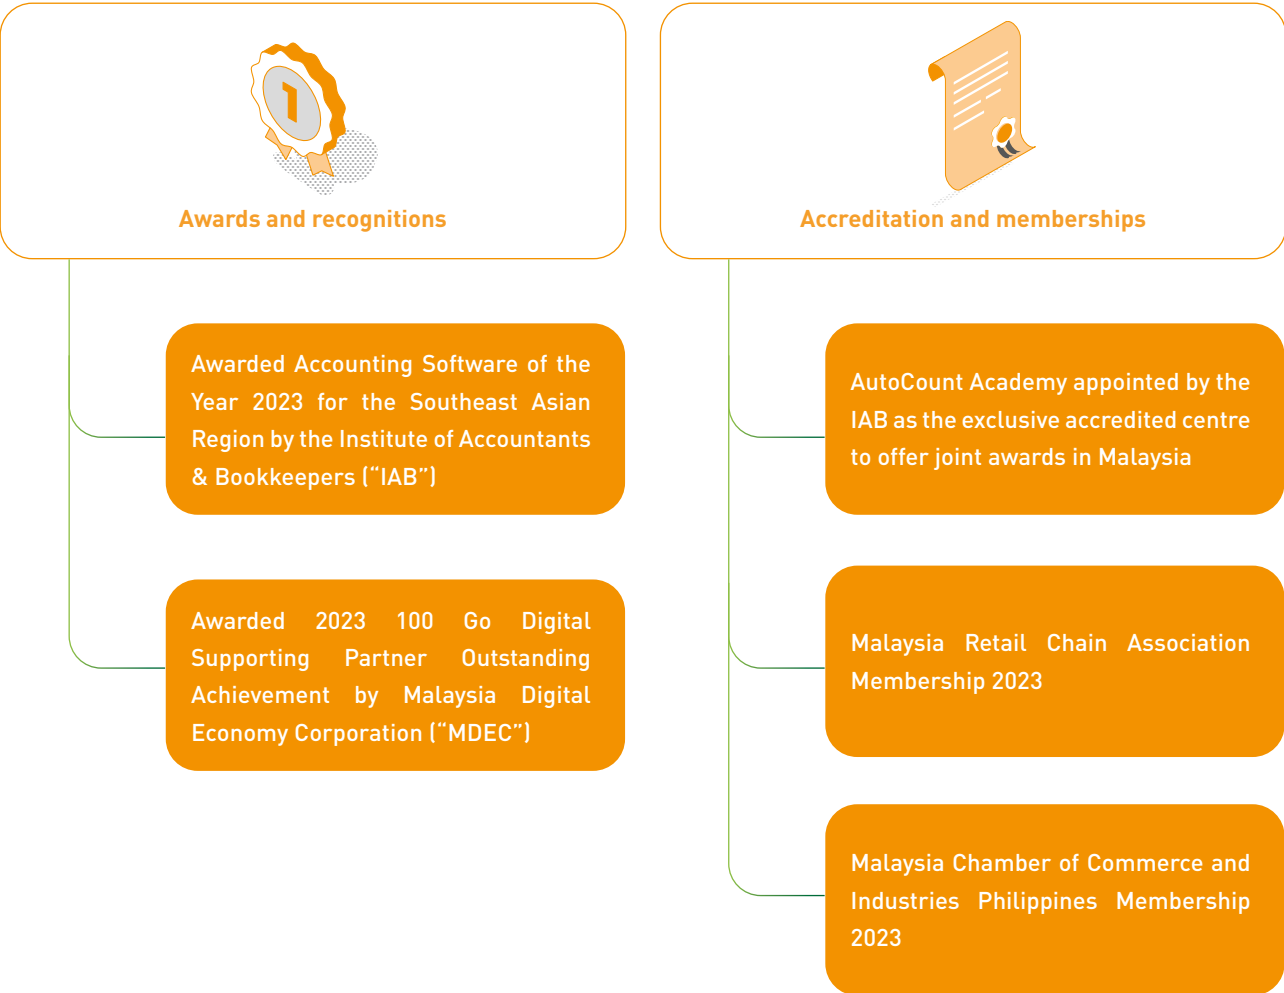 1
Awards and recognitions
Awarded Accounting Software of the
Year 2023 for the Southeast Asian
Region by the Institute of Accountants
& Bookkeepers (“IAB”)
Awarded 2023 100 Go Digital
Supporting Partner Outstanding
Achievement by Malaysia Digital
Economy Corporation (“MDEC”)
Accreditation and memberships
AutoCount Academy appointed by the
IAB as the exclusive accredited centre
to offer joint awards in Malaysia
Malaysia Retail Chain Association
Membership 2023
Malaysia Chamber of Commerce and
Industries Philippines Membership
2023